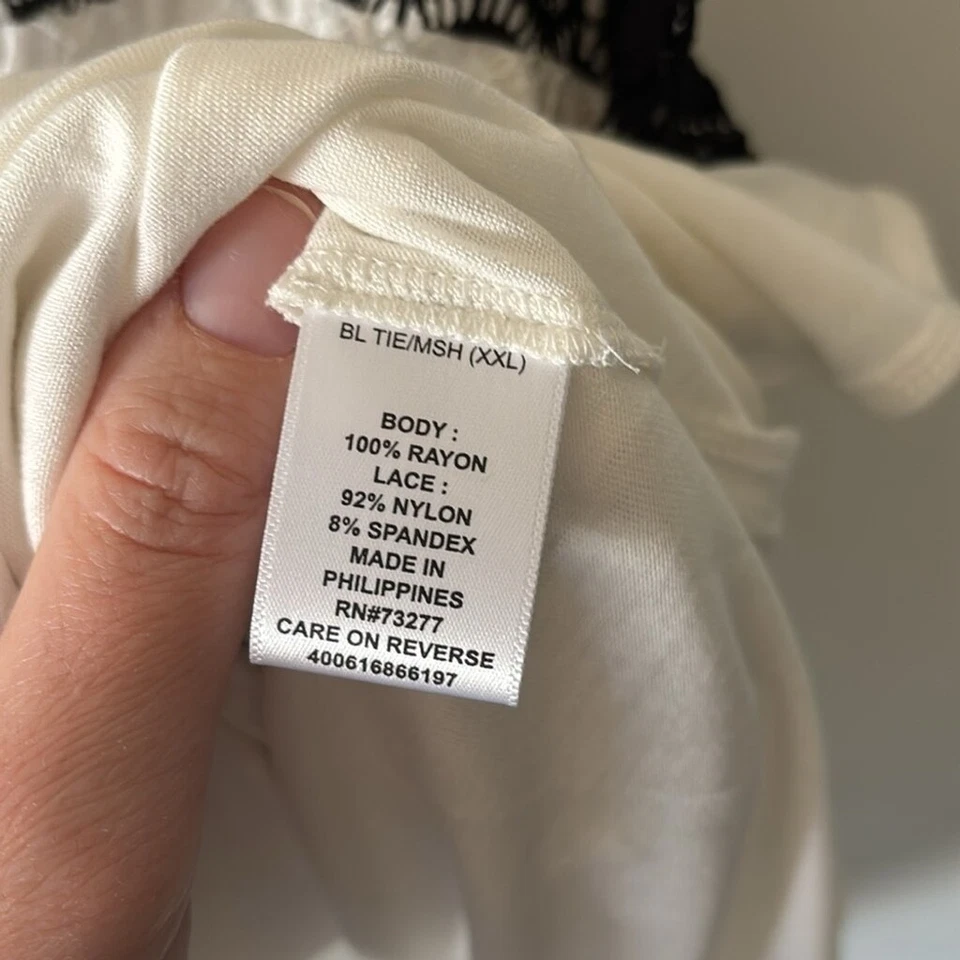 BL TIE/MSH (XXL)
BODY :
100% RAYON
LACE :
92% NYLON
8% SPANDEX
MADE IN
PHILIPPINES
RN#73277
CARE ON REVERSE
400616866197